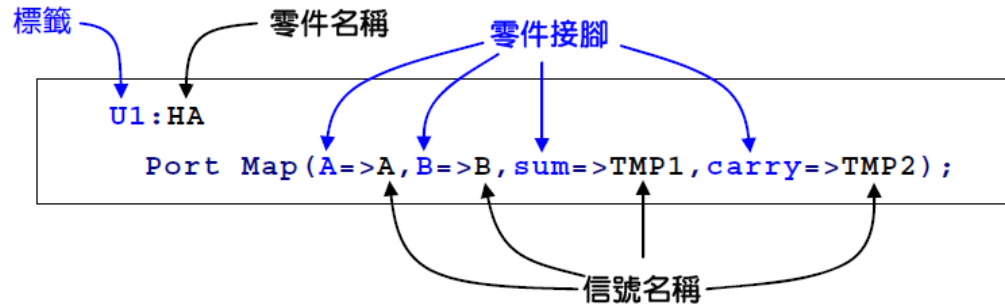 標籤 零件名稱 零件接腳
U1:HA
Port Map(A=>A,B=>B,sum=>TMP1,carry=>TMP2);
信號名稱